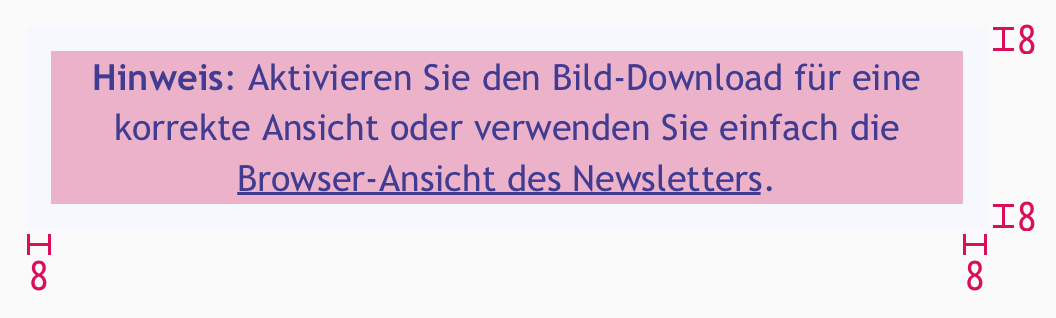 8
Hinweis: Aktivieren Sie den Bild-Download für eine
korrekte Ansicht oder verwenden Sie einfach die
Browser-Ansicht des Newsletters.
8
8
8